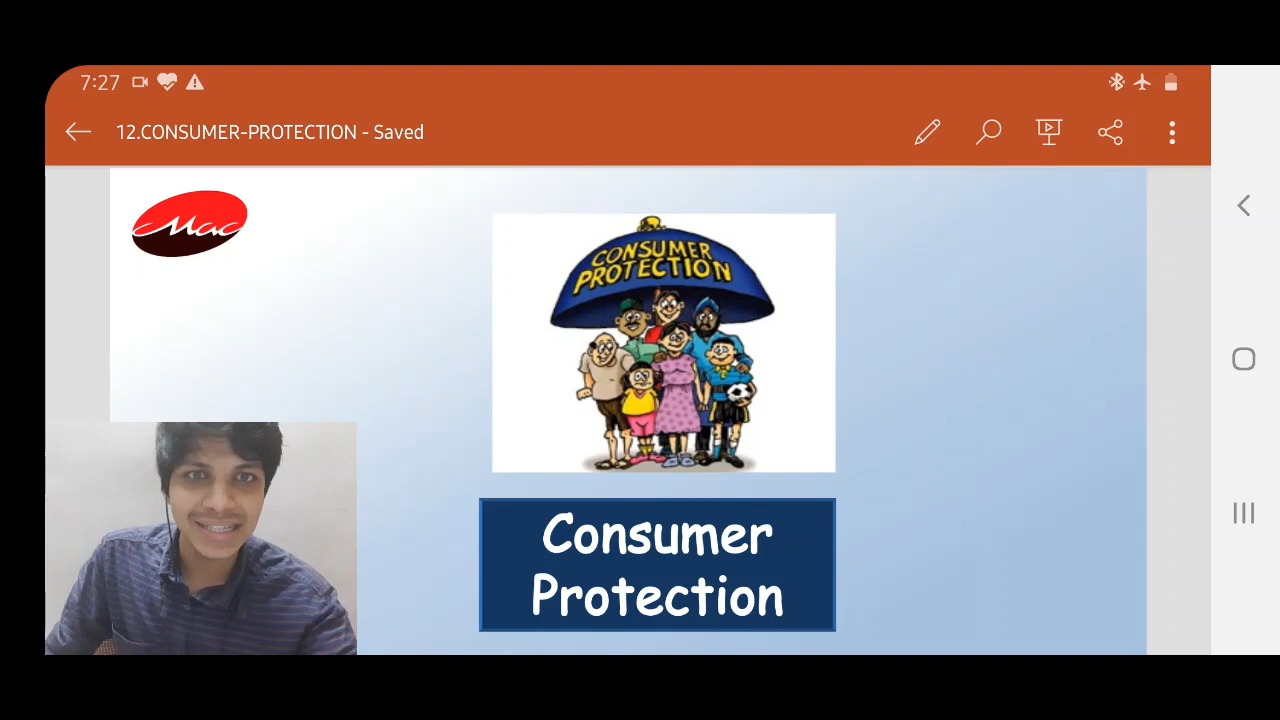 7:27
12.CONSUMER-PROTECTION - Saved
Mac
CONSUMER
PROTECTION
Consumer
Protection